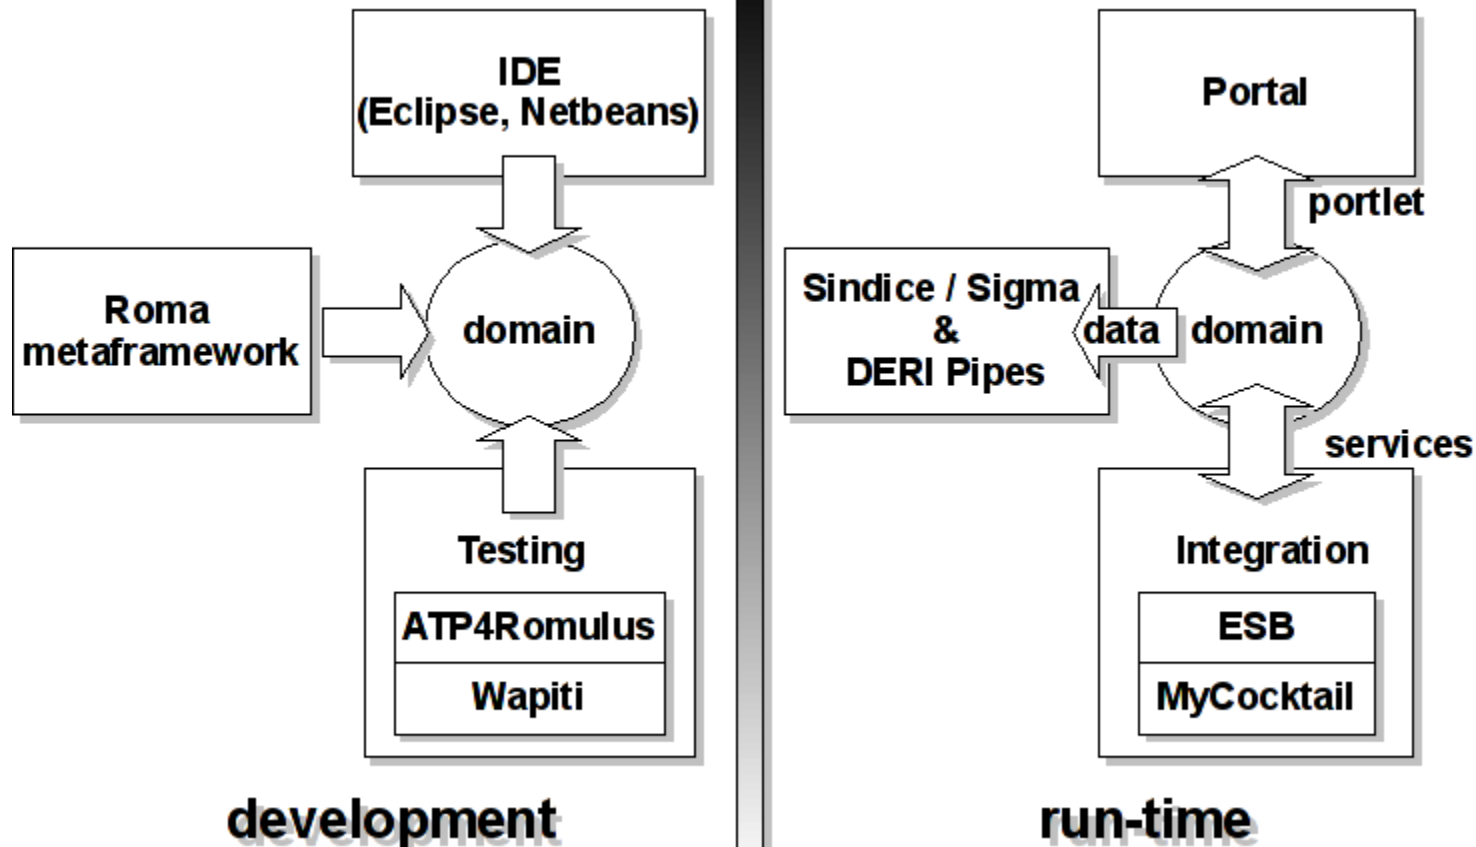 IDE
(Eclipse, Netbeans)
Roma
metaframework
domain
Testing
ATP4Romulus
Wapiti
development
Portal
portlet
Sindice / Sigma
&
DERI Pipes
data
domain
services
Integration
ESB
MyCocktail
run-time